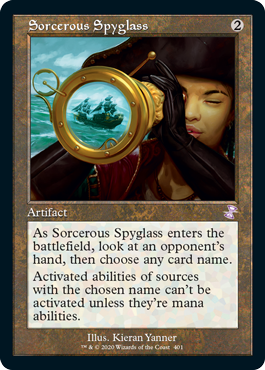 Sorcerous Spyglass 2
Artifact
As Sorcerous Spyglass enters the
battlefield, look at an opponent's
hand, then choose any card name.
Activated abilities of sources
with the chosen name can't be
activated unless they're mana
abilities.
Illus. Kieran Yanner
™ & © 2020 Wizards of the Coast 401